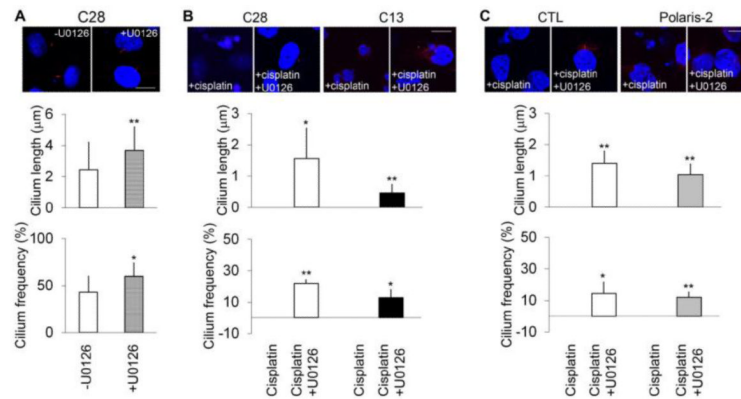 A
C28
-U0126
+U0126
Cilium length (μm)
6
4
2
0
**
Cilium frequency (%)
100
50
0
*
-U0126
+U0126
B
C28
C13
+cisplatin
+cisplatin
+U0126
+cisplatin
+cisplatin
+U0126
Cilium length (μm)
3
2
1
0
*
**
Cilium frequency (%)
50
30
10
-10
**
*
Cisplatin
Cisplatin
+U0126
Cisplatin
Cisplatin
+U0126
C
CTL
Polaris-2
+cisplatin
+cisplatin
+U0126
+cisplatin
+cisplatin
+U0126
Cilium length (μm)
3
2
1
0
**
**
Cilium frequency (%)
50
30
10
-10
*
**
Cisplatin
Cisplatin
+U0126
Cisplatin
Cisplatin
+U0126